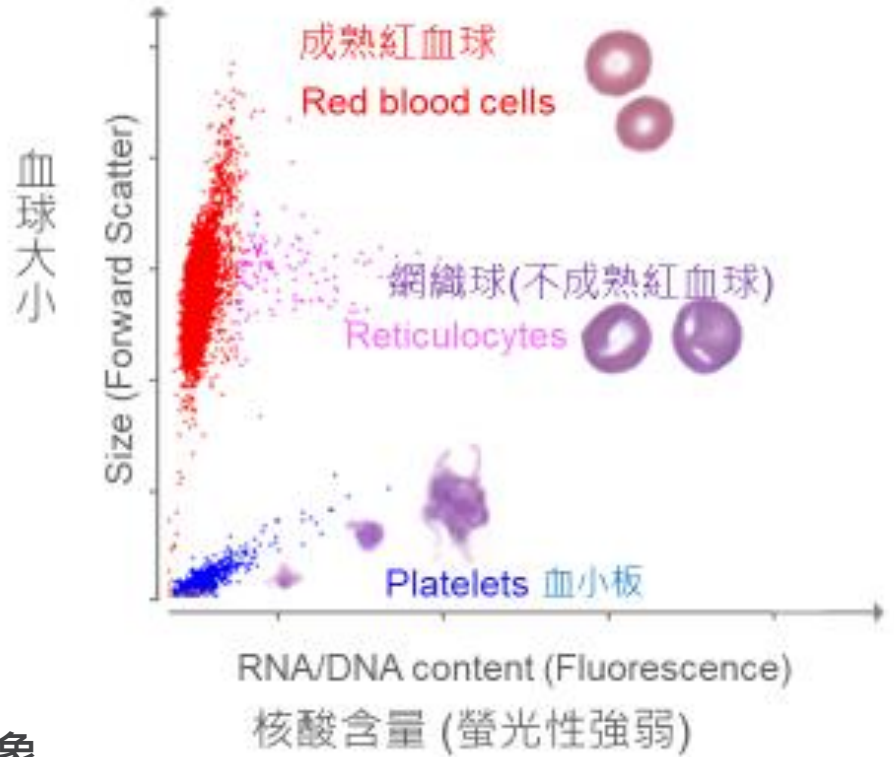 成熟紅血球
Red blood cells
血球大小
Size (Forward Scatter)
網織球(不成熟紅血球)
Reticulocytes
Platelets 血小板
RNA/DNA content (Fluorescence)
核酸含量 (螢光性強弱)
象